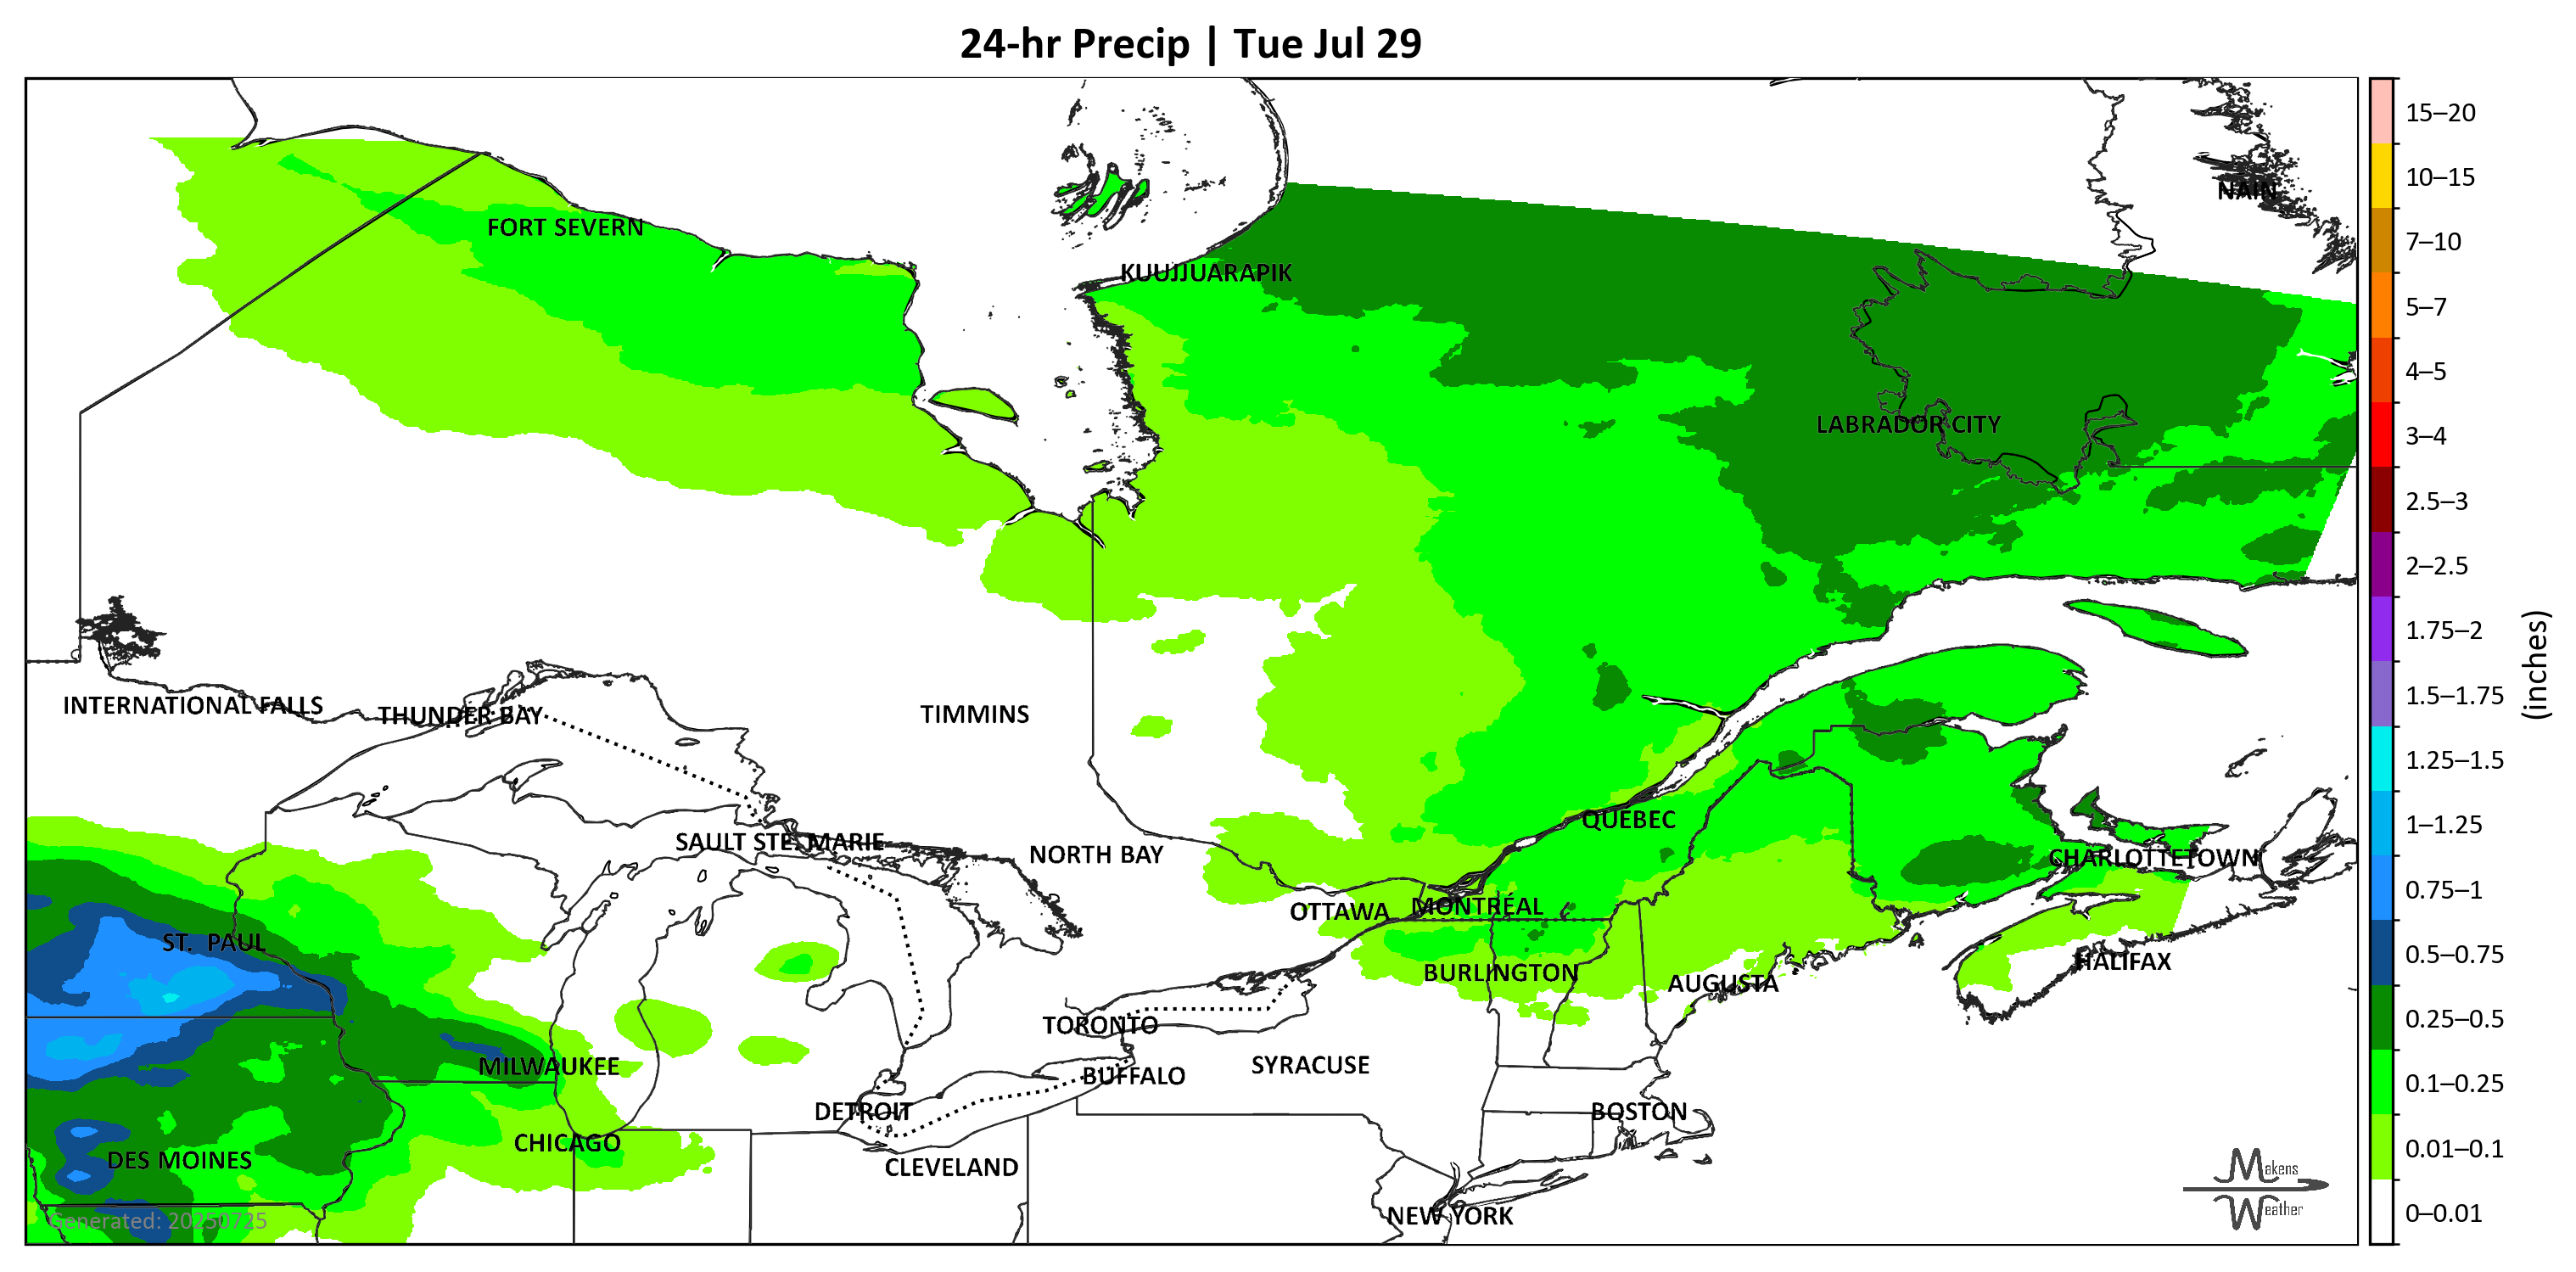 24-hr Precip | Tue Jul 29
15–20
10–15
7–10
5–7
4–5
3–4
2.5–3
2–2.5
1.75–2
1.5–1.75
1.25–1.5
1–1.25
0.75–1
0.5–0.75
0.25–0.5
0.1–0.25
0.01–0.1
0–0.01
(inches)
NAIN
FORT SEVERN
KUUJJUARAPIK
LABRADOR CITY
INTERNATIONAL FALLS
THUNDER BAY
TIMMINS
QUEBEC
SAULT STE. MARIE
NORTH BAY
CHARLOTTETOWN
OTTAWA
MONTRÉAL
ST. PAUL
HALIFAX
BURLINGTON
AUGUSTA
TORONTO
MILWAUKEE
SYRACUSE
BUFFALO
DETROIT
BOSTON
CHICAGO
DES MOINES
CLEVELAND
NEW YORK
Generated: 20250725
Makens
Weather